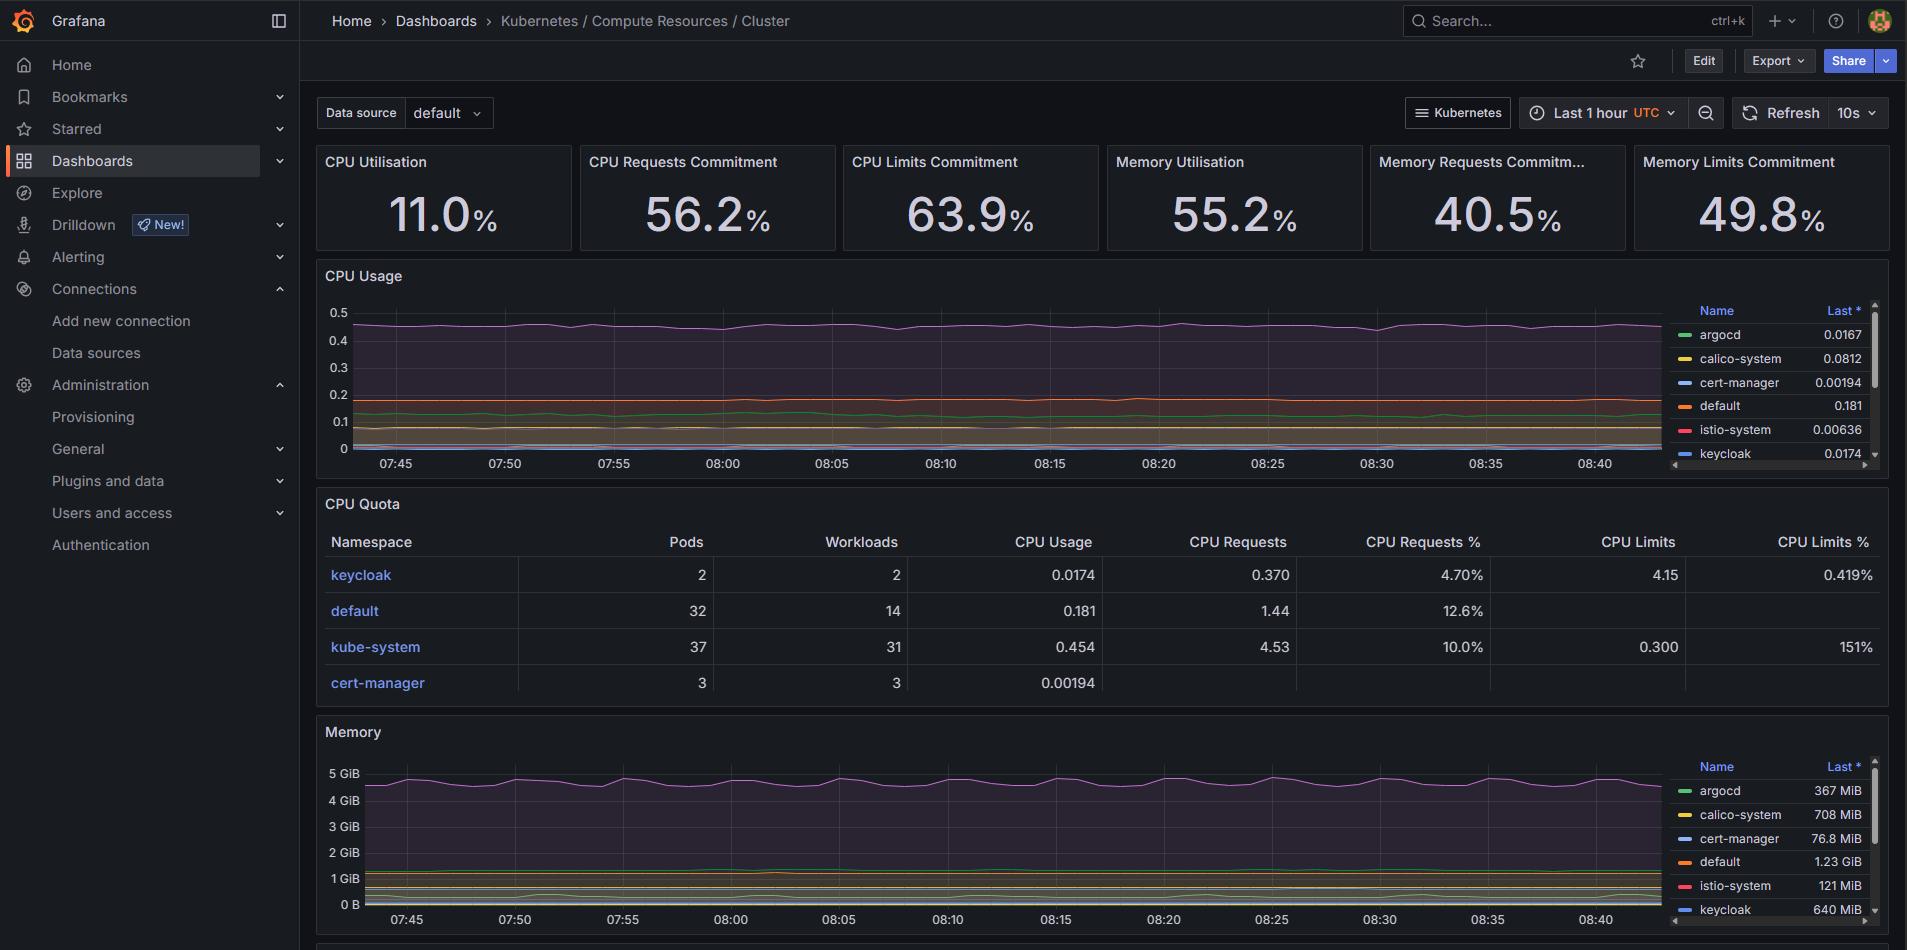 Grafana
Home
Bookmarks
Starred
Dashboards
Explore
Drilldown New!
Alerting
Connections
Add new connection
Data sources
Administration
Provisioning
General
Plugins and data
Users and access
Authentication
Home › Dashboards › Kubernetes / Compute Resources / Cluster
Search... ctrl+k
Edit Export Share
Data source default
Kubernetes Last 1 hour UTC Refresh 10s
CPU Utilisation
11.0%
CPU Requests Commitment
56.2%
CPU Limits Commitment
63.9%
Memory Utilisation
55.2%
Memory Requests Commitm...
40.5%
Memory Limits Commitment
49.8%
CPU Usage
0.5
0.4
0.3
0.2
0.1
0
07:45 07:50 07:55 08:00 08:05 08:10 08:15 08:20 08:25 08:30 08:35 08:40
Name Last *
argocd 0.0167
calico-system 0.0812
cert-manager 0.00194
default 0.181
istio-system 0.00636
keycloak 0.0174
CPU Quota
Namespace Pods Workloads CPU Usage CPU Requests CPU Requests % CPU Limits CPU Limits %
keycloak 2 2 0.0174 0.370 4.70% 4.15 0.419%
default 32 14 0.181 1.44 12.6%
kube-system 37 31 0.454 4.53 10.0% 0.300 151%
cert-manager 3 3 0.00194
Memory
5 GiB
4 GiB
3 GiB
2 GiB
1 GiB
0 B
07:45 07:50 07:55 08:00 08:05 08:10 08:15 08:20 08:25 08:30 08:35 08:40
Name Last *
argocd 367 MiB
calico-system 708 MiB
cert-manager 76.8 MiB
default 1.23 GiB
istio-system 121 MiB
keycloak 640 MiB